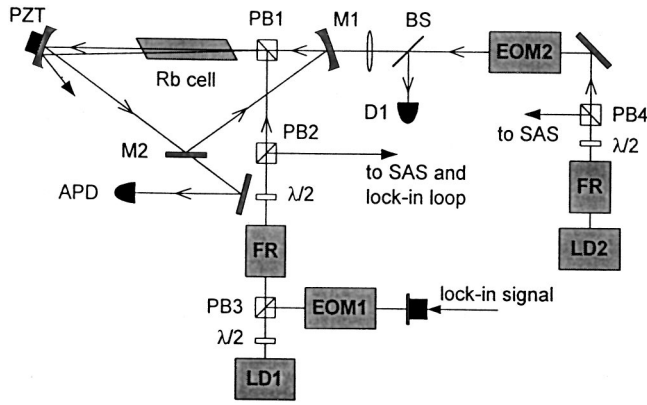 PZT
PB1
M1
BS
EOM2
Rb cell
D1
PB4
to SAS
M2
PB2
λ/2
APD
to SAS and
lock-in loop
λ/2
FR
FR
LD2
PB3
EOM1
lock-in signal
λ/2
LD1